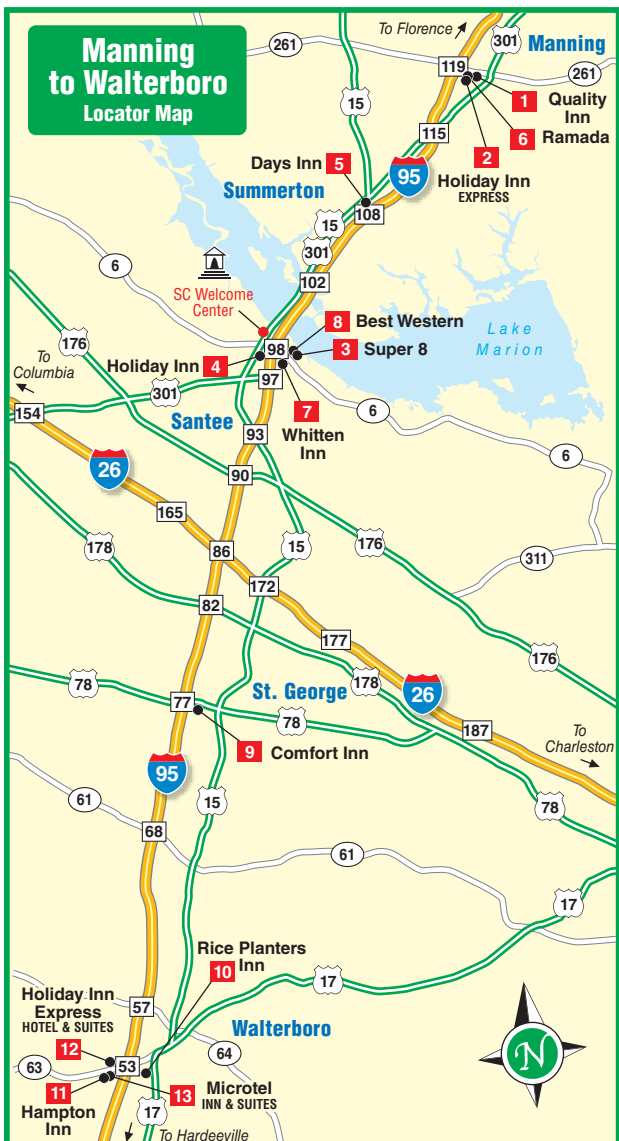 Manning
to Walterboro
Locator Map
To Florence
301
Manning
261
119
261
15
1
Quality
Inn
6
Ramada
115
2
Holiday Inn
EXPRESS
Days Inn
5
95
Summerton
108
15
301
6
102
SC Welcome
Center
8
Best Western
Lake
Marion
176
98
3
Super 8
To
Columbia
Holiday Inn
4
97
301
154
7
Whitten
Inn
6
Santee
93
6
26
90
165
178
15
176
86
311
172
82
177
176
78
178
St. George
26
77
78
187
To
Charleston
9
Comfort Inn
95
61
15
78
68
61
17
Rice Planters
Inn
10
17
Holiday Inn
Express
HOTEL & SUITES
57
Walterboro
12
64
63
53
N
11
13
Microtel
INN & SUITES
Hampton
Inn
17
To Hardeeville